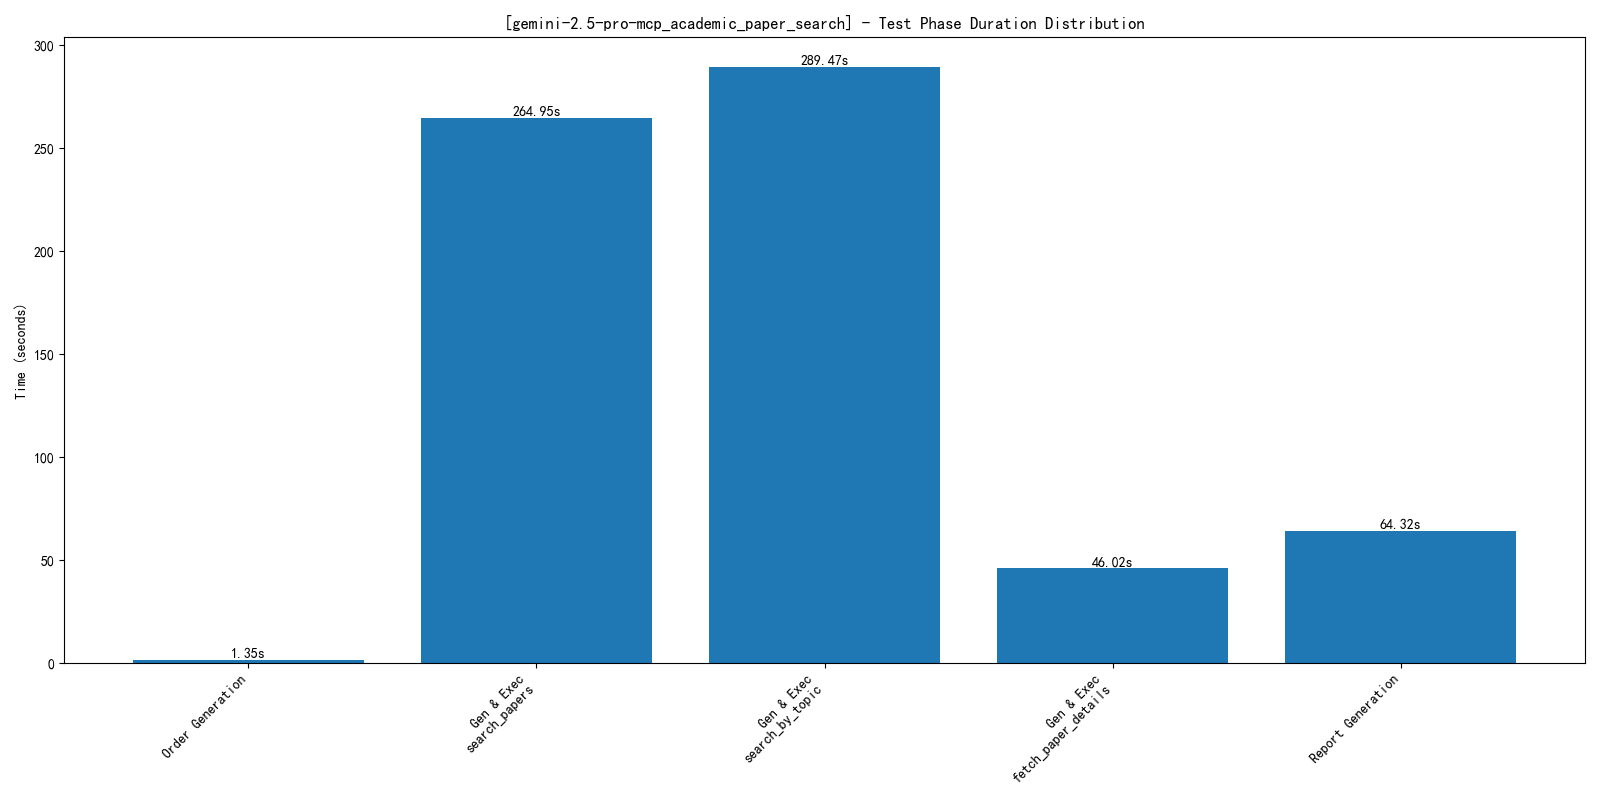 [gemini-2.5-pro-mcp_academic_paper_search] - Test Phase Duration Distribution
Time (seconds)
300
250
200
150
100
50
0
1.35s
264.95s
289.47s
46.02s
64.32s
Order Generation
Gen & Exec
search_papers
Gen & Exec
search_by_topic
Gen & Exec
fetch_paper_details
Report Generation